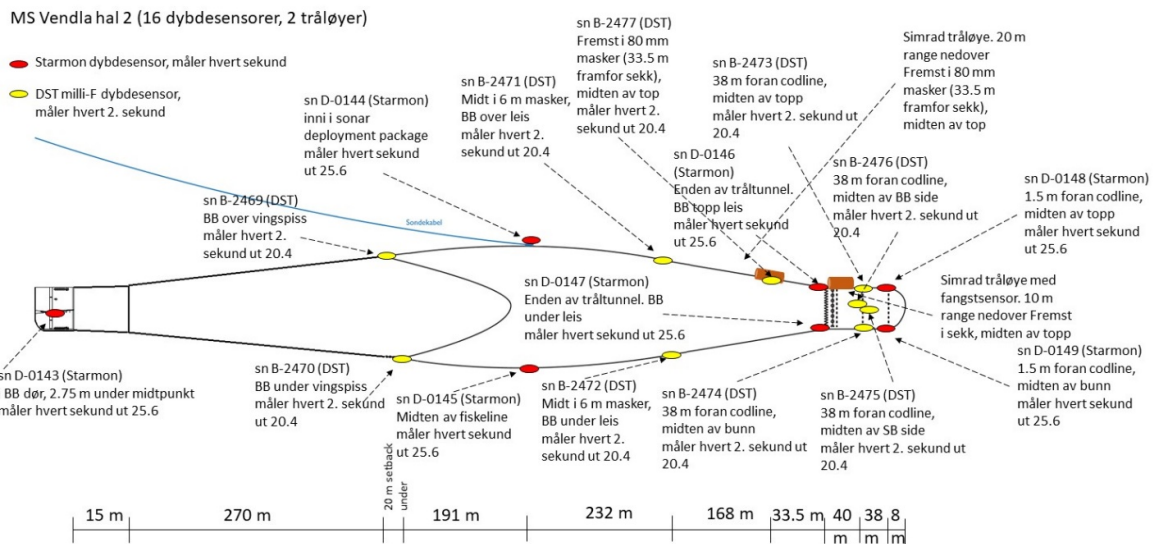 MS Vendla hal 2 (16 dybdesensorer, 2 tråløyer)
Starmon dybdesensor, måler hvert sekund
DST milli-F dybdesensor,
måler hvert 2. sekund
sn D-0144 (Starmon)
inni i sonar
deployment package
måler hvert sekund
ut 25.6
sn B-2471 (DST)
Midt i 6 m masker,
BB over leis
måler hvert 2.
sekund ut 20.4
sn B-2477 (DST)
Fremst i 80 mm
masker (33.5 m
framfor sekk),
midten av top
måler hvert 2.
sekund ut 20.4
sn B-2473 (DST)
38 m foran codline,
midten av topp
måler hvert 2. sekund ut
20.4
Simrad tråløye. 20 m
range nedover
Fremst i 80 mm
masker (33.5 m
framfor sekk),
midten av top
sn D-0146
(Starmon)
Enden av tråltunnel.
BB topp leis
måler hvert sekund
ut 25.6
sn B-2476 (DST)
38 m foran codline,
midten av BB side
måler hvert 2. sekund ut
20.4
sn D-0148 (Starmon)
1.5 m foran codline,
midten av topp
måler hvert sekund ut
25.6
sn B-2469 (DST)
BB over vingspiss
måler hvert 2.
sekund ut 20.4
Sondekabel
sn D-0147 (Starmon)
Enden av tråltunnel. BB
under leis
måler hvert sekund ut 25.6
Simrad tråløye med
fangstsensor. 10 m
range nedover Fremst
i sekk, midten av topp
sn D-0143 (Starmon)
BB dør, 2.75 m under midtpunkt
måler hvert sekund ut 25.6
sn B-2470 (DST)
BB under vingspiss
måler hvert 2. sekund
ut 20.4
sn D-0145 (Starmon)
Midten av fiskeline
måler hvert sekund ut
25.6
sn B-2472 (DST)
Midt i 6 m masker,
BB under leis
måler hvert 2.
sekund ut 20.4
sn B-2474 (DST)
38 m foran codline,
midten av bunn
måler hvert 2. sekund ut
20.4
sn B-2475 (DST)
38 m foran codline,
midten av SB side
måler hvert 2. sekund ut
20.4
sn D-0149 (Starmon)
1.5 m foran codline,
midten av bunn
måler hvert sekund ut
25.6
20 m setback
under
15 m
270 m
191 m
232 m
168 m
33.5 m
40 m
38 m
8 m